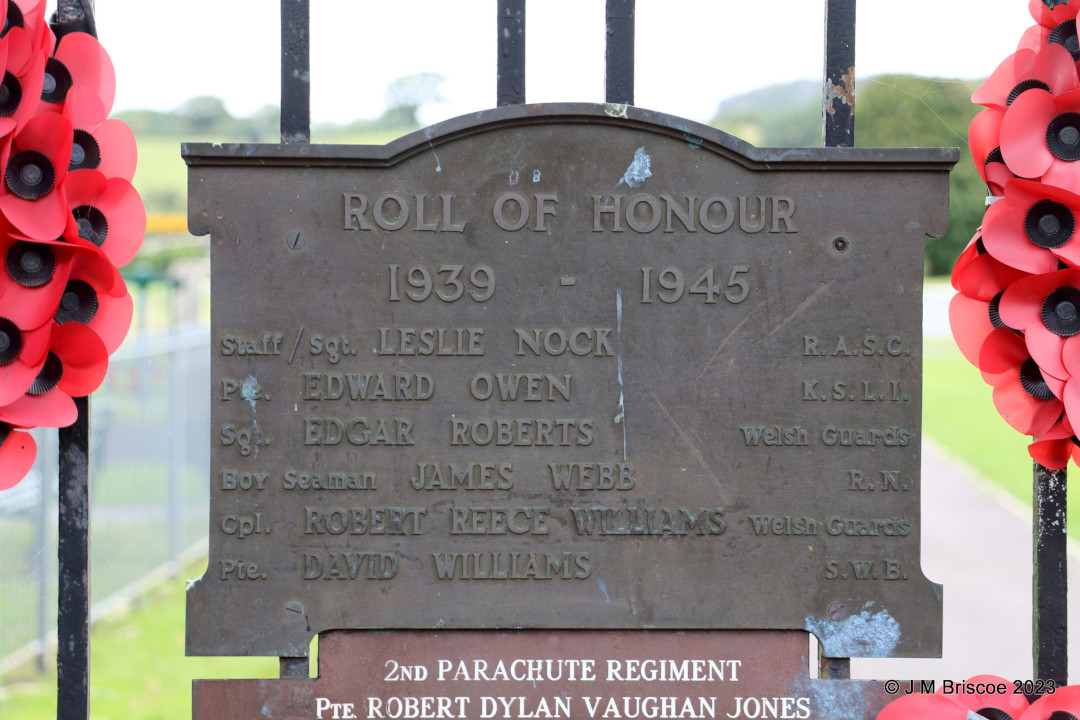 ROLL OF HONOUR
1939 - 1945
Staff/Sgt. LESLIE NOCK R.A.S.C.
Pte. EDWARD OWEN K.S.L.I.
Sgt. EDGAR ROBERTS Welsh Guards
Boy Seaman JAMES WEBB R.N.
Cpl. ROBERT REECE WILLIAMS Welsh Guards
Pte. DAVID WILLIAMS S.W.B.
2ND PARACHUTE REGIMENT
PTE. ROBERT DYLAN VAUGHAN JONES
© J M Briscoe 2023